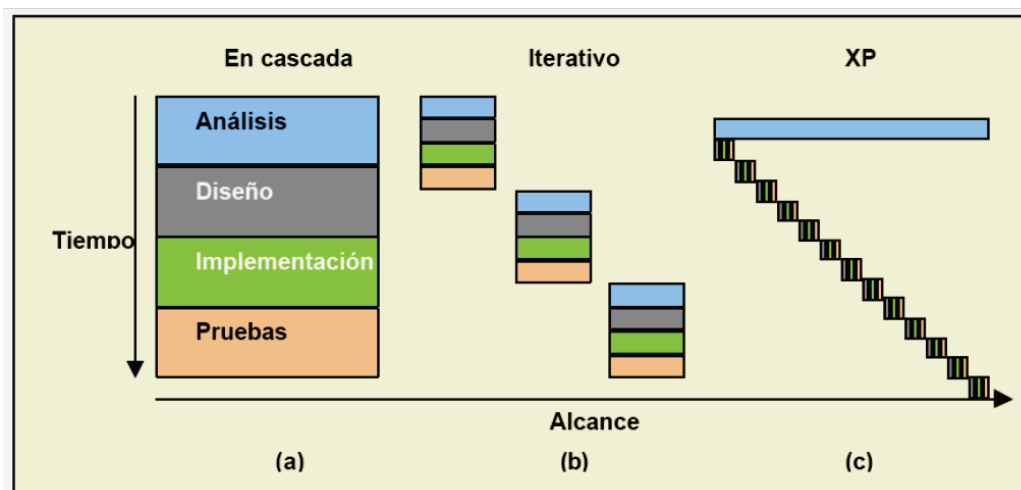 En cascada
Iterativo
XP
Análisis
Diseño
Tiempo
Implementación
Pruebas
Alcance
(a)
(b)
(c)